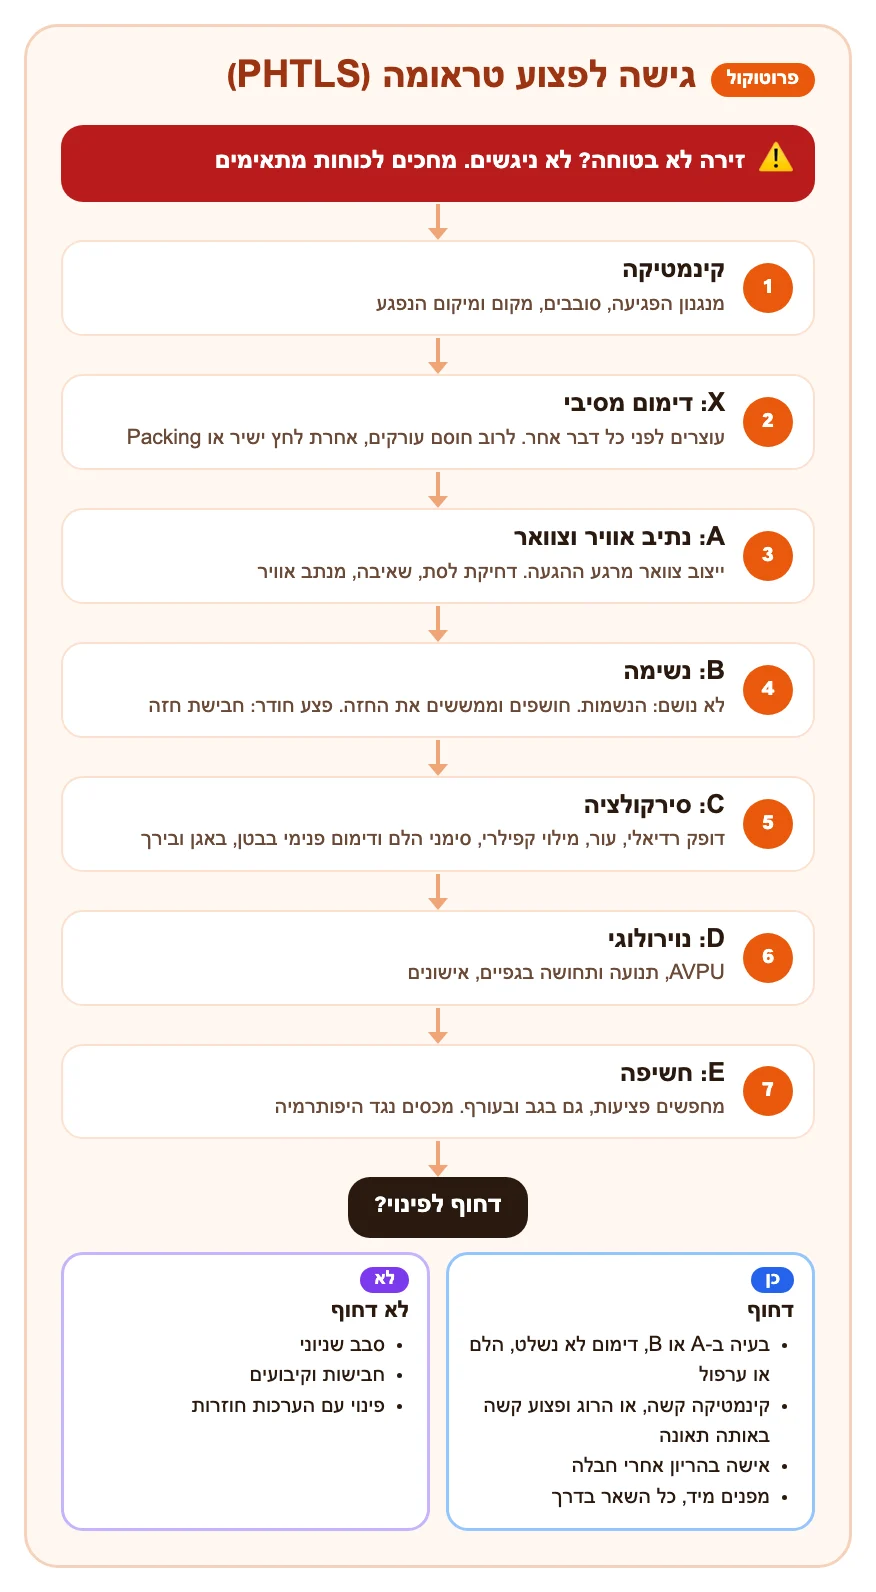 פרוטוקול
גישה לפצוע טראומה (PHTLS)
⚠️ זירה לא בטוחה? לא ניגשים. מחכים לכוחות מתאימים
1
קינמטיקה
מנגנון הפגיעה, סובבים, מקום ומיקום הנפגע
2
X: דימום מסיבי
עוצרים לפני כל דבר אחר. לרוב חוסם עורקים, אחרת לחץ ישיר או Packing
3
A: נתיב אוויר וצוואר
ייצוב צוואר מרגע ההגעה. דחיקת לסת, שאיבה, מנתב אוויר
4
B: נשימה
לא נושם: הנשמות. חושפים וממששים את החזה. פצע חודר: חבישת חזה
5
C: סירקולציה
דופק רדיאלי, עור, מילוי קפילרי, סימני הלם ודימום פנימי בבטן, באגן ובירך
6
D: נוירולוגי
AVPU, תנועה ותחושה בגפיים, אישונים
7
E: חשיפה
מחפשים פציעות, גם בגב ובעורף. מכסים נגד היפותרמיה
דחוף לפינוי?
כן
דחוף
• בעיה ב-A או B, דימום לא נשלט, הלם
או ערפול
• קינמטיקה קשה, או הרוג ופצוע קשה
באותה תאונה
• אישה בהריון אחרי חבלה
• מפנים מיד, כל השאר בדרך
לא
לא דחוף
• סבב שניוני
• חבישות וקיבועים
• פינוי עם הערכות חוזרות